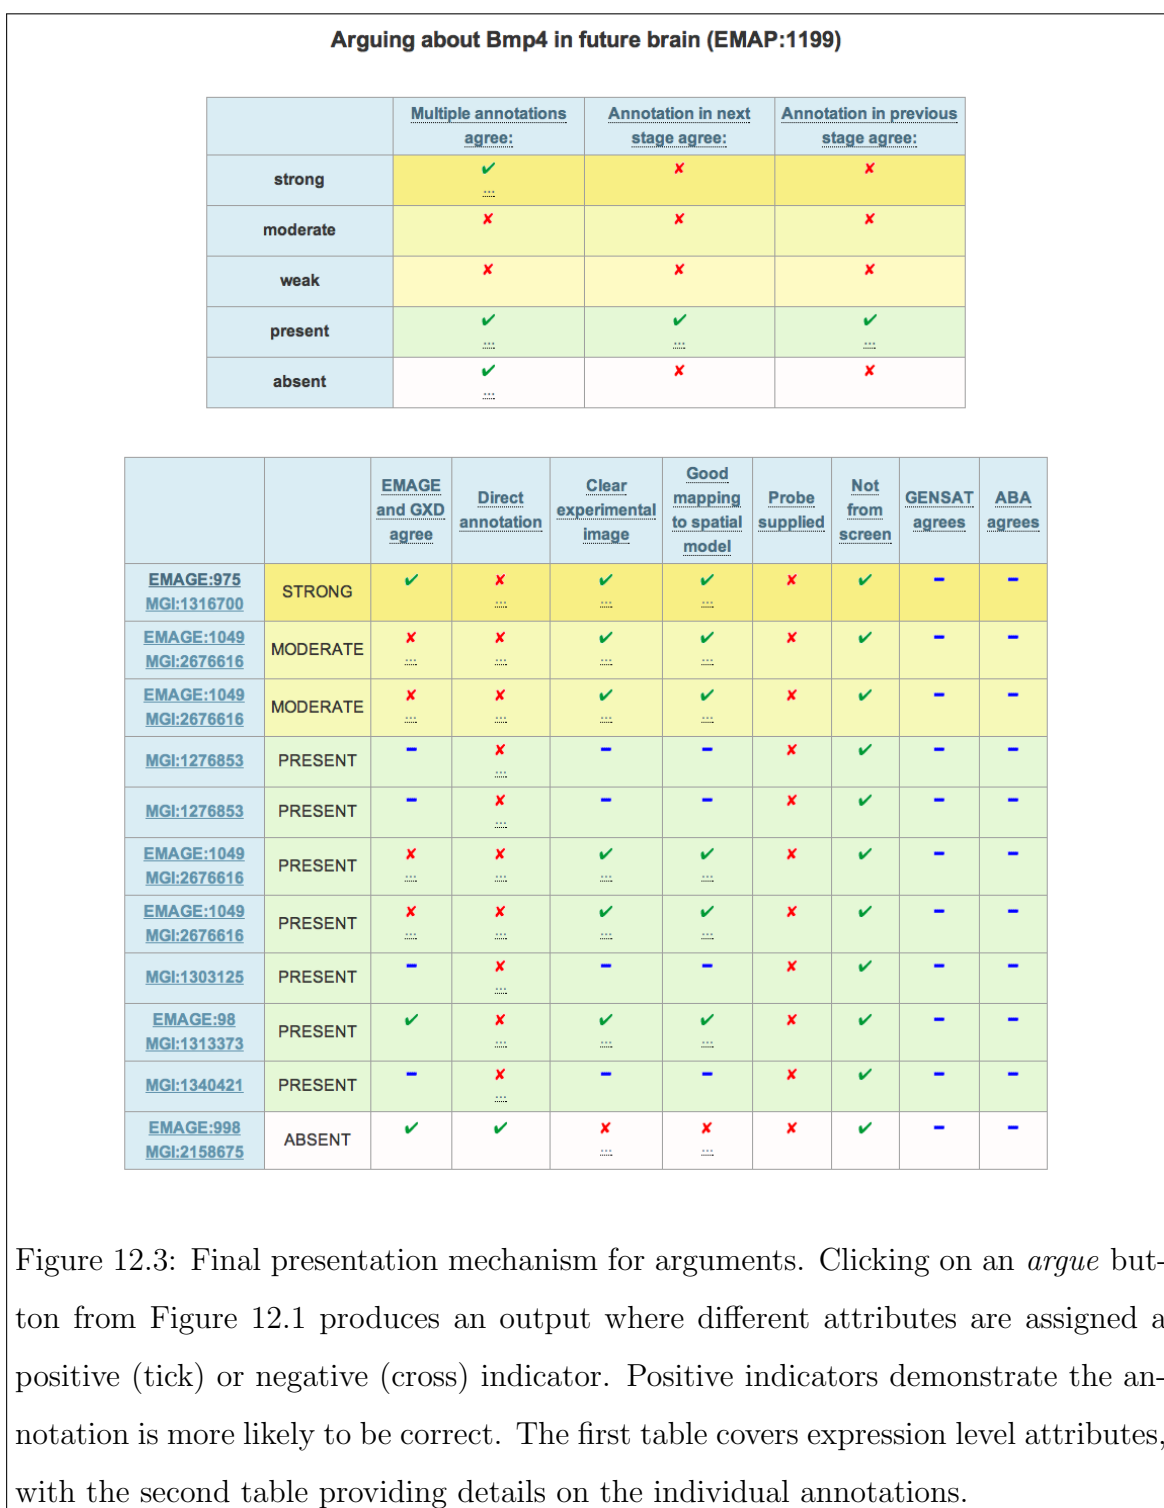 Arguing about Bmp4 in future brain (EMAP:1199)
Multiple annotations agree: Annotation in next stage agree: Annotation in previous stage agree:
strong ✔ ... ✘ ✘
moderate ✘ ✘ ✘
weak ✘ ✘ ✘
present ✔ ... ✔ ... ✔ ...
absent ✔ ... ✘ ✘
EMAGE and GXD agree Direct annotation Clear experimental image Good mapping to spatial model Probe supplied Not from screen GENSAT agrees ABA agrees
EMAGE:975 MGI:1316700 STRONG ✔ ✘ ... ✔ ... ✔ ... ✘ ✔ - -
EMAGE:1049 MGI:2676616 MODERATE ✘ ... ✘ ... ✔ ... ✔ ... ✘ ✔ - -
EMAGE:1049 MGI:2676616 MODERATE ✘ ... ✘ ... ✔ ... ✔ ... ✘ ✔ - -
MGI:1276853 PRESENT - ✘ ... - - ✘ ✔ - -
MGI:1276853 PRESENT - ✘ ... - - ✘ ✔ - -
EMAGE:1049 MGI:2676616 PRESENT ✘ ... ✘ ... ✔ ... ✔ ... ✘ ✔ - -
EMAGE:1049 MGI:2676616 PRESENT ✘ ... ✘ ... ✔ ... ✔ ... ✘ ✔ - -
MGI:1303125 PRESENT - ✘ ... - - ✘ ✔ - -
EMAGE:98 MGI:1313373 PRESENT ✔ ✘ ... ✔ ... ✔ ... ✘ ✔ - -
MGI:1340421 PRESENT - ✘ ... - - ✘ ✔ - -
EMAGE:998 MGI:2158675 ABSENT ✔ ✔ ✘ ... ✘ ... ✘ ✔ - -
Figure 12.3: Final presentation mechanism for arguments. Clicking on an argue but-
ton from Figure 12.1 produces an output where different attributes are assigned a
positive (tick) or negative (cross) indicator. Positive indicators demonstrate the an-
notation is more likely to be correct. The first table covers expression level attributes,
with the second table providing details on the individual annotations.